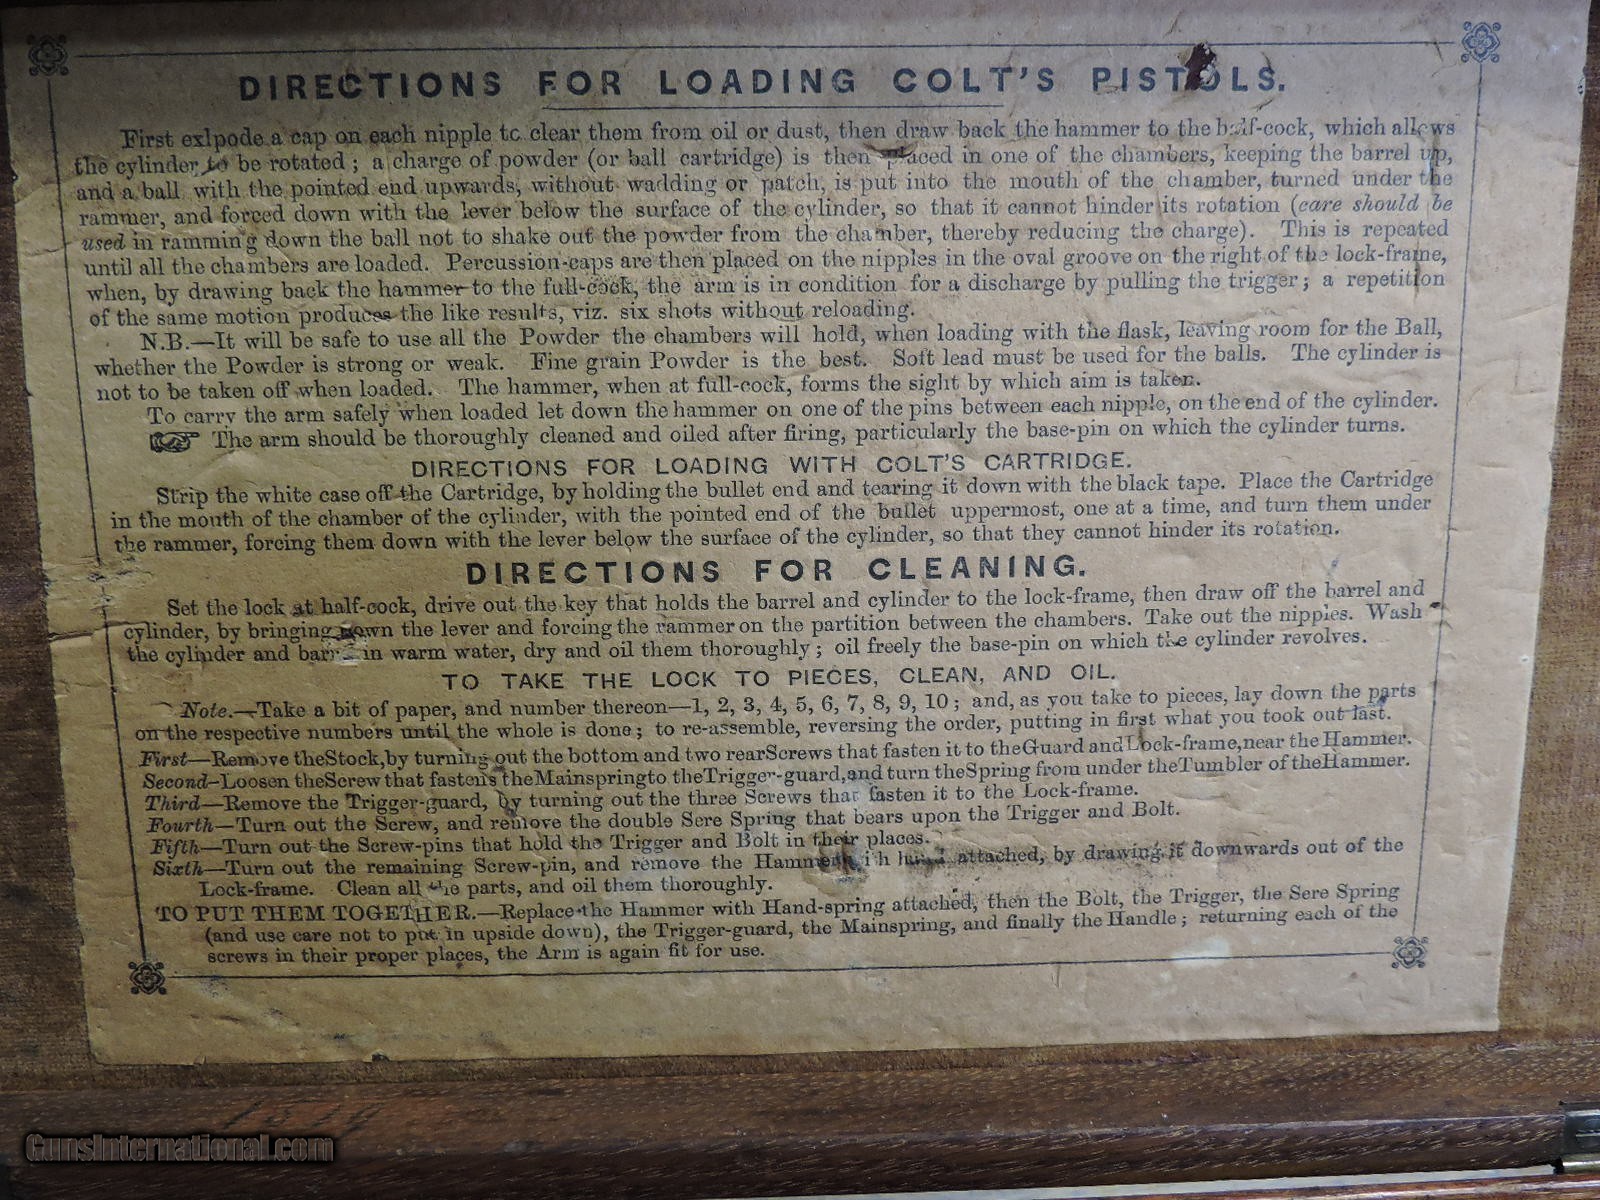 DIRECTIONS FOR LOADING COLT'S PISTOLS.
First exlpode a cap on each nipple to clear them from oil or dust, then draw back the hammer to the half-cock, which allows
the cylinder to be rotated; a charge of powder (or ball cartridge) is then placed in one of the chambers, keeping the barrel up,
and a ball with the pointed end upwards, without wadding or patch, is put into the mouth of the chamber, turned under the
rammer, and forced down with the lever below the surface of the cylinder, so that it cannot hinder its rotation (care should be
used in ramming down the ball not to shake out the powder from the chamber, thereby reducing the charge). This is repeated
until all the chambers are loaded. Percussion-caps are then placed on the nipples in the oval groove on the right of the lock-frame,
when, by drawing back the hammer to the full-cock, the arm is in condition for a discharge by pulling the trigger; a repetition
of the same motion produces the like results, viz. six shots without reloading.
N.B.—It will be safe to use all the Powder the chambers will hold, when loading with the flask, leaving room for the Ball,
whether the Powder is strong or weak. Fine grain Powder is the best. Soft lead must be used for the balls. The cylinder is
not to be taken off when loaded. The hammer, when at full-cock, forms the sight by which aim is taken.
To carry the arm safely when loaded let down the hammer on one of the pins between each nipple, on the end of the cylinder.
☞ The arm should be thoroughly cleaned and oiled after firing, particularly the base-pin on which the cylinder turns.
DIRECTIONS FOR LOADING WITH COLT'S CARTRIDGE.
Strip the white case off the Cartridge, by holding the bullet end and tearing it down with the black tape. Place the Cartridge
in the mouth of the chamber of the cylinder, with the pointed end of the bullet uppermost, one at a time, and turn them under
the rammer, forcing them down with the lever below the surface of the cylinder, so that they cannot hinder its rotation.
DIRECTIONS FOR CLEANING.
Set the lock at half-cock, drive out the key that holds the barrel and cylinder to the lock-frame, then draw off the barrel and
cylinder, by bringing down the lever and forcing the rammer on the partition between the chambers. Take out the nipples. Wash
the cylinder and barrel in warm water, dry and oil them thoroughly; oil freely the base-pin on which the cylinder revolves.
TO TAKE THE LOCK TO PIECES, CLEAN, AND OIL.
Note.—Take a bit of paper, and number thereon—1, 2, 3, 4, 5, 6, 7, 8, 9, 10; and, as you take to pieces, lay down the parts
on the respective numbers until the whole is done; to re-assemble, reversing the order, putting in first what you took out last.
First—Remove the Stock, by turning out the bottom and two rear Screws that fasten it to the Guard and Lock-frame, near the Hammer.
Second—Loosen the Screw that fastens the Mainspring to the Trigger-guard, and turn the Spring from under the Tumbler of the Hammer.
Third—Remove the Trigger-guard, by turning out the three Screws that fasten it to the Lock-frame.
Fourth—Turn out the Screw, and remove the double Sere Spring that bears upon the Trigger and Bolt.
Fifth—Turn out the Screw-pins that hold the Trigger and Bolt in their places.
Sixth—Turn out the remaining Screw-pin, and remove the Hammer attached, by drawing it downwards out of the
Lock-frame. Clean all the parts, and oil them thoroughly.
TO PUT THEM TOGETHER.—Replace the Hammer with Hand-spring attached, then the Bolt, the Trigger, the Sere Spring
(and use care not to put in upside down), the Trigger-guard, the Mainspring, and finally the Handle; returning each of the
screws in their proper places, the Arm is again fit for use.
GunsInternational.com